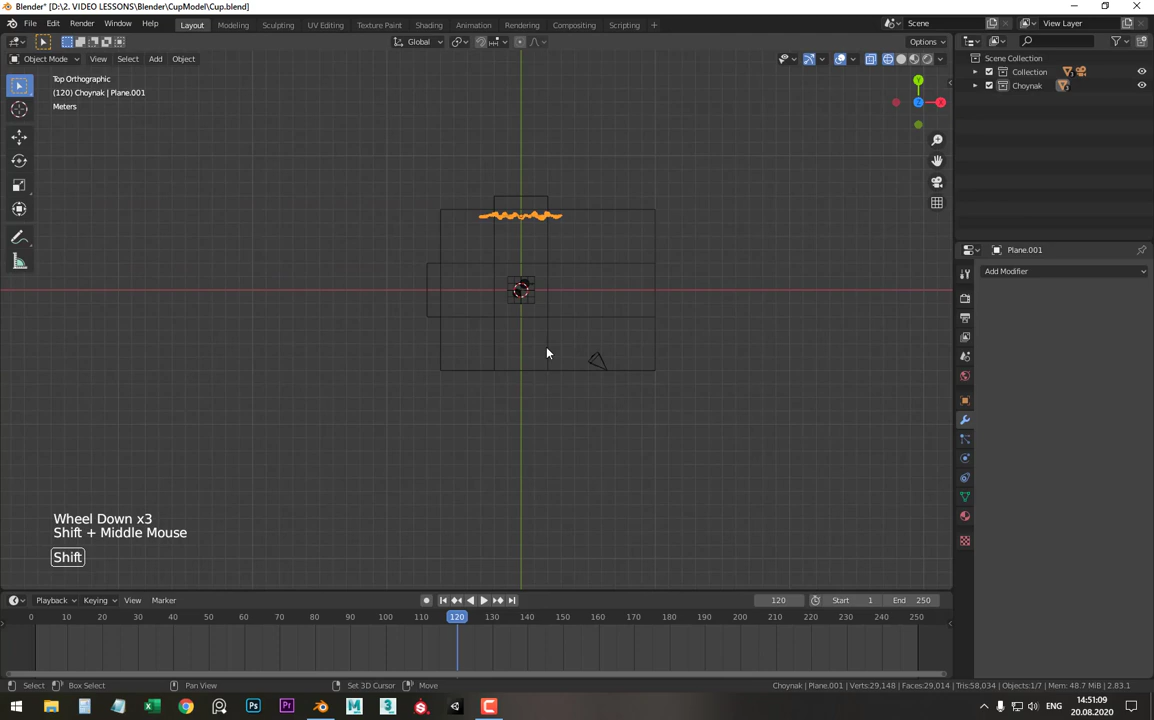 Blender* [D:\2. VIDEO LESSONS\Blender\CupModel\Cup.blend]
File Edit Render Window Help Layout Modeling Sculpting UV Editing Texture Paint Shading Animation Rendering Compositing Scripting + Scene View Layer
Global Options
Object Mode View Select Add Object
Top Orthographic
(120) Choynak | Plane.001
Meters
Y
Z X
Scene Collection
Collection
Choynak
Plane.001
Add Modifier
Wheel Down x3
Shift + Middle Mouse
Shift
Playback Keying View Marker 120 Start 1 End 250
0 10 20 30 40 50 60 70 80 90 100 110 120 130 140 150 160 170 180 190 200 210 220 230 240 250
Select Box Select Pan View Set 3D Cursor Move Choynak | Plane.001 | Verts:29,148 | Faces:29,014 | Tris:58,034 | Objects:1/7 | Mem: 48.7 MiB | 2.83.1
Ps Pr M 3 C ENG 14:51:09
20.08.2020